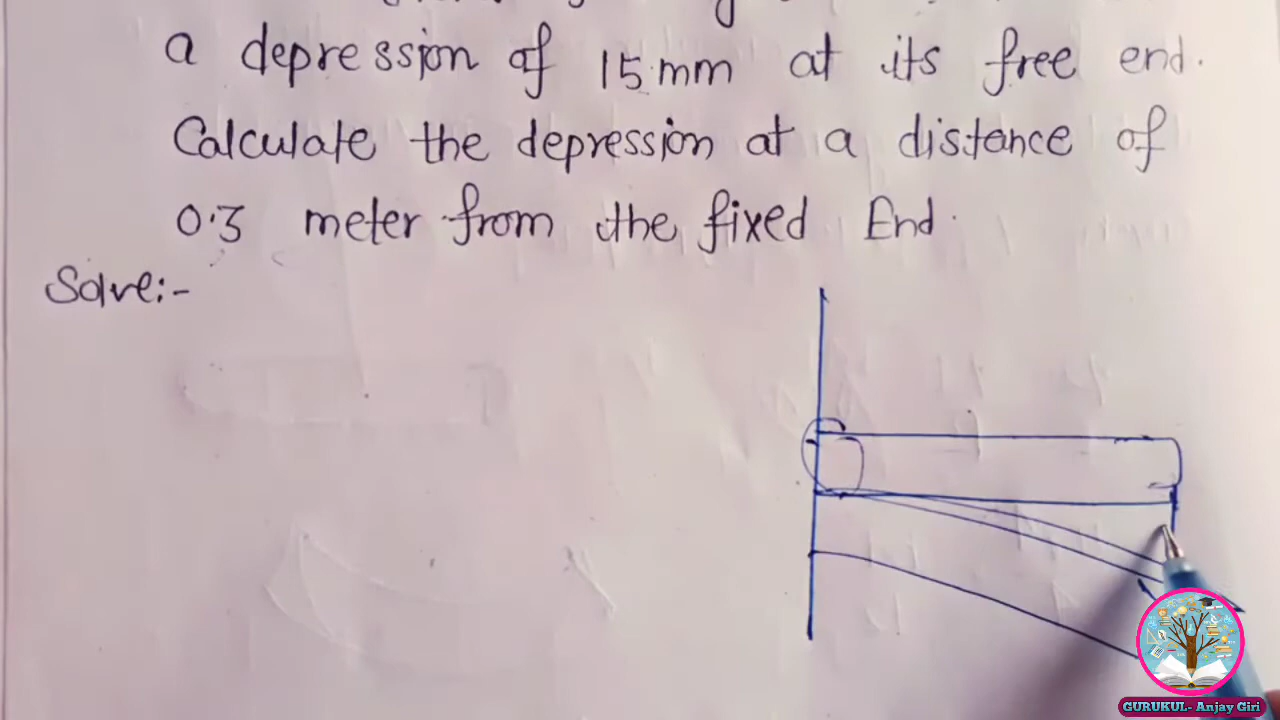 a depression of 15 mm at its free end.
Calculate the depression at a distance of
0.3 meter from the fixed End.
Solve:-
GURUKUL- Anjay Giri